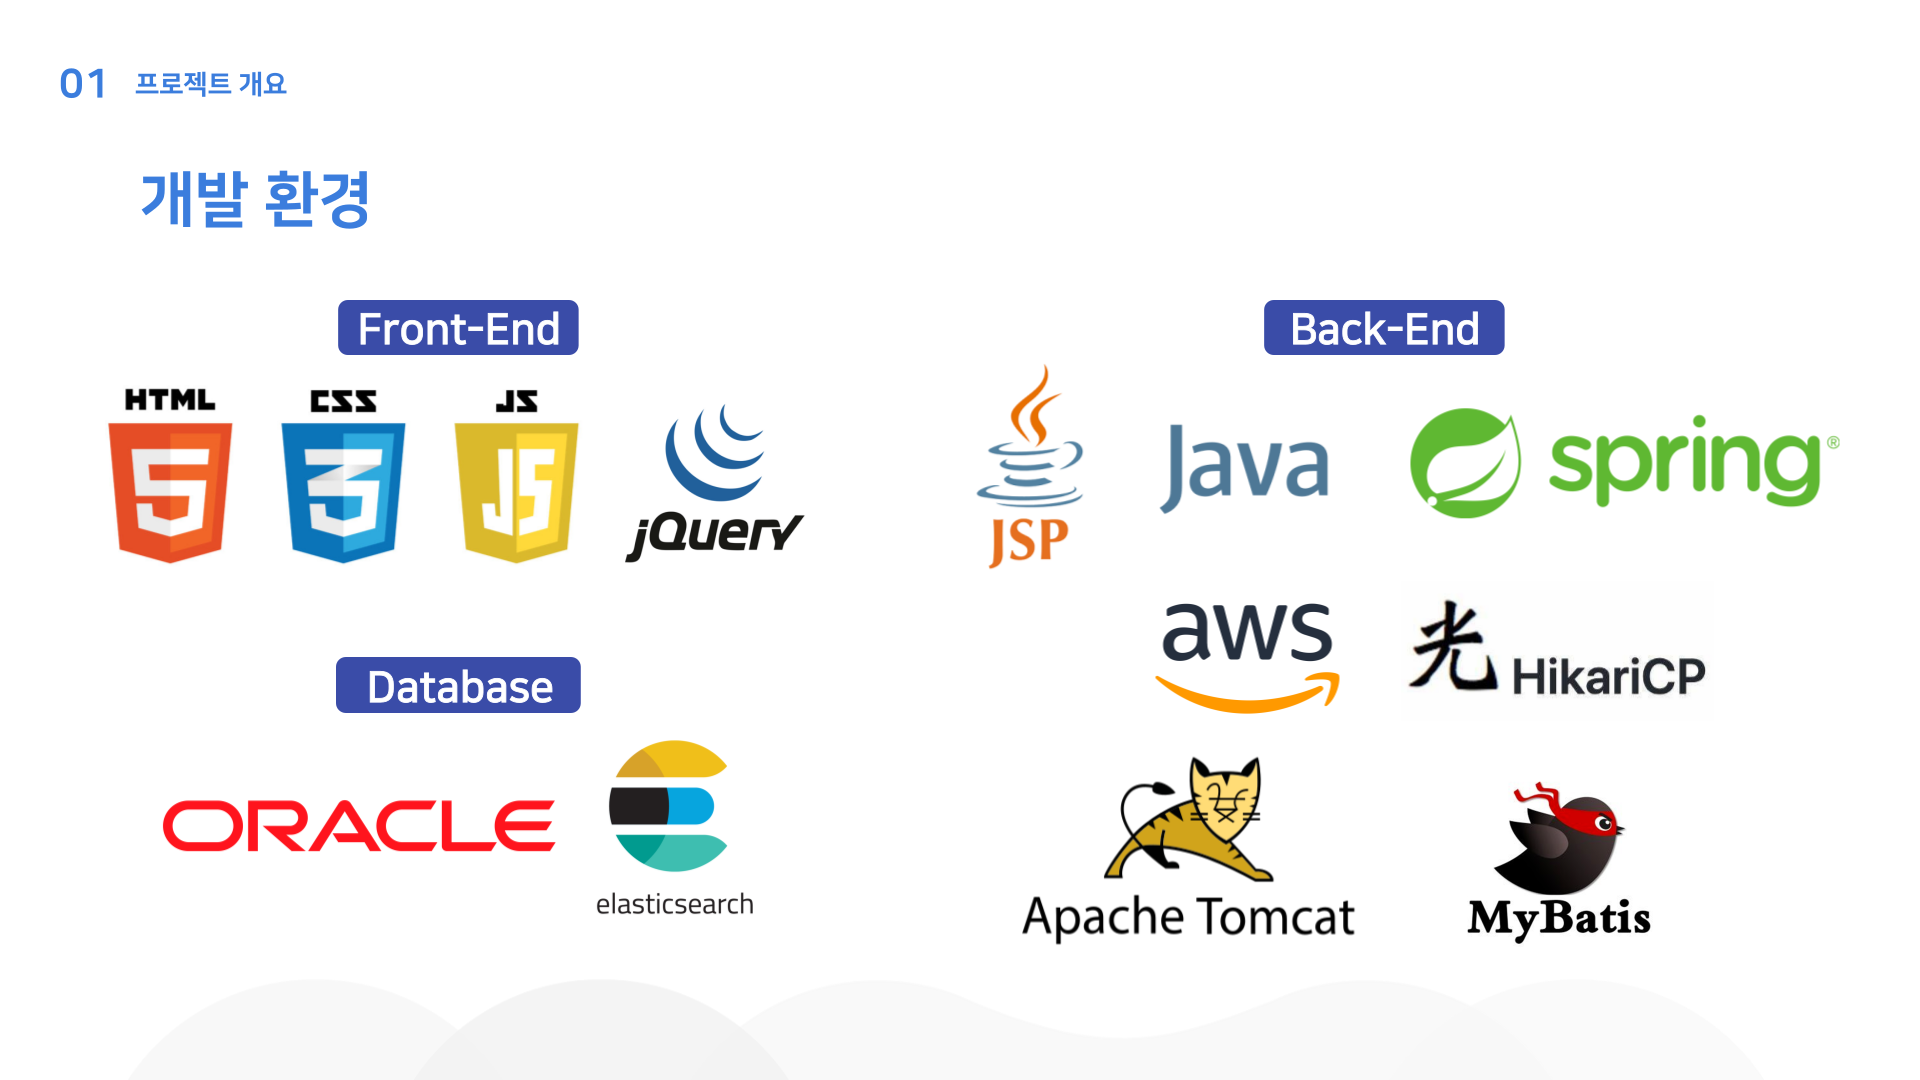 01 프로젝트 개요
개발 환경
Front-End
HTML CSS JS
5 3 JS
jQuery
Database
ORACLE
elasticsearch
Back-End
JSP
Java
spring®
aws
光 HikariCP
Apache Tomcat
MyBatis